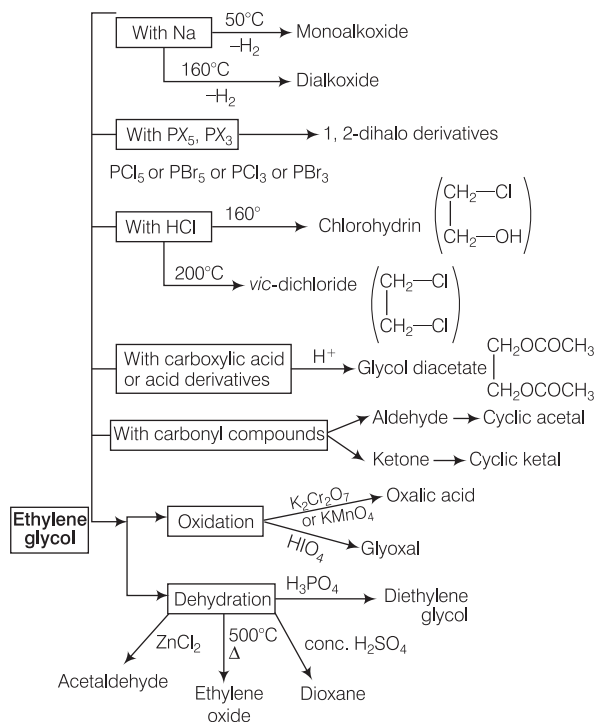 With Na
50°C
–H₂
Monoalkoxide
160°C
–H₂
Dialkoxide
With PX₅, PX₃
1, 2-dihalo derivatives
PCl₅ or PBr₅ or PCl₃ or PBr₃
With HCl
160°
Chlorohydrin
CH₂—Cl
CH₂—OH
200°C
vic-dichloride
CH₂—Cl
CH₂—Cl
With carboxylic acid
or acid derivatives
H⁺
Glycol diacetate
CH₂OCOCH₃
CH₂OCOCH₃
With carbonyl compounds
Aldehyde
Cyclic acetal
Ketone
Cyclic ketal
Ethylene
glycol
Oxidation
K₂Cr₂O₇
or KMnO₄
Oxalic acid
HIO₄
Glyoxal
Dehydration
H₃PO₄
Diethylene
glycol
ZnCl₂
Acetaldehyde
500°C
Δ
Ethylene
oxide
conc. H₂SO₄
Dioxane